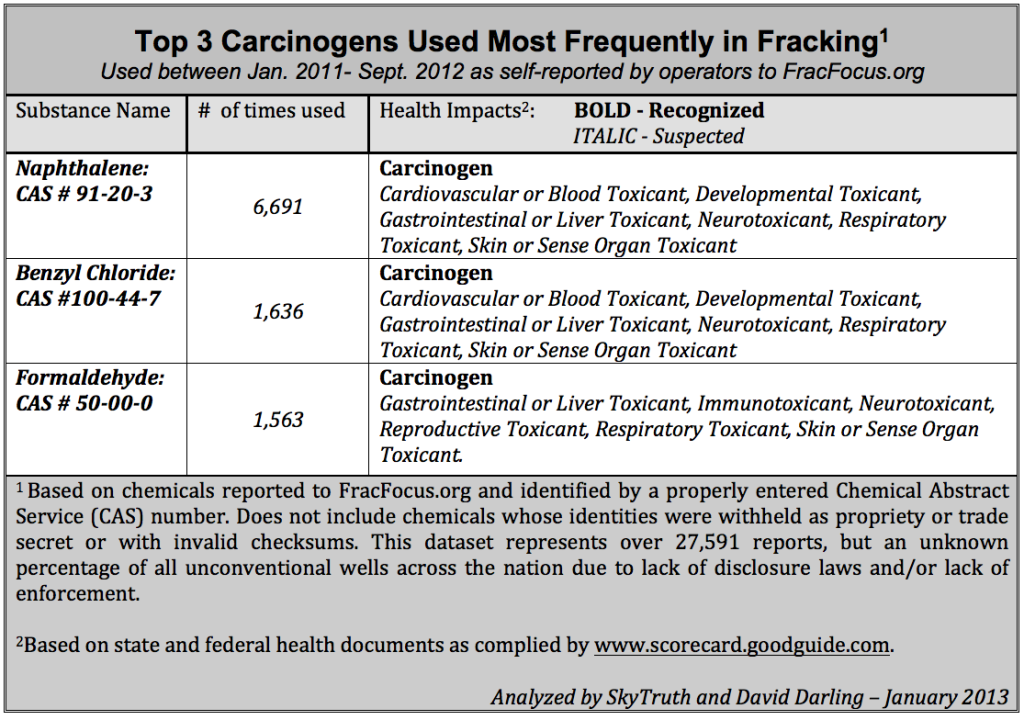 Top 3 Carcinogens Used Most Frequently in Fracking¹
Used between Jan. 2011- Sept. 2012 as self-reported by operators to FracFocus.org
Substance Name # of times used Health Impacts²: BOLD - Recognized
ITALIC - Suspected
Naphthalene:
CAS # 91-20-3
6,691
Carcinogen
Cardiovascular or Blood Toxicant, Developmental Toxicant,
Gastrointestinal or Liver Toxicant, Neurotoxicant, Respiratory
Toxicant, Skin or Sense Organ Toxicant
Benzyl Chloride:
CAS #100-44-7
1,636
Carcinogen
Cardiovascular or Blood Toxicant, Developmental Toxicant,
Gastrointestinal or Liver Toxicant, Neurotoxicant, Respiratory
Toxicant, Skin or Sense Organ Toxicant
Formaldehyde:
CAS # 50-00-0
1,563
Carcinogen
Gastrointestinal or Liver Toxicant, Immunotoxicant, Neurotoxicant,
Reproductive Toxicant, Respiratory Toxicant, Skin or Sense Organ
Toxicant.
¹ Based on chemicals reported to FracFocus.org and identified by a properly entered Chemical Abstract
Service (CAS) number. Does not include chemicals whose identities were withheld as propriety or trade
secret or with invalid checksums. This dataset represents over 27,591 reports, but an unknown
percentage of all unconventional wells across the nation due to lack of disclosure laws and/or lack of
enforcement.
²Based on state and federal health documents as complied by www.scorecard.goodguide.com.
Analyzed by SkyTruth and David Darling – January 2013